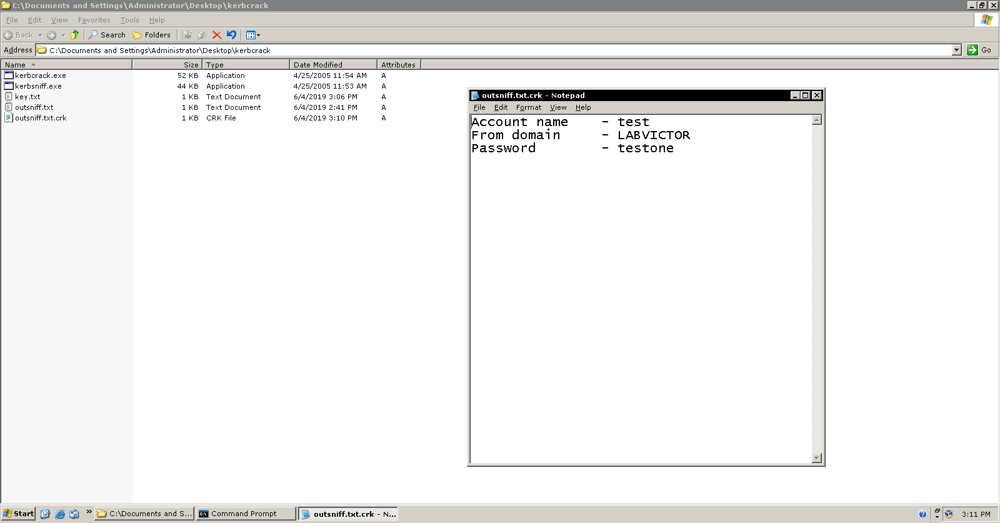 C:\Documents and Settings\Administrator\Desktop\kerbcrack
File Edit View Favorites Tools Help
Back Search Folders
Address C:\Documents and Settings\Administrator\Desktop\kerbcrack Go
Name Size Type Date Modified Attributes
kerbcrack.exe 52 KB Application 4/25/2005 11:54 AM A
kerbsniff.exe 44 KB Application 4/25/2005 11:53 AM A
key.txt 1 KB Text Document 6/4/2019 3:06 PM A
outsniff.txt 1 KB Text Document 6/4/2019 2:41 PM A
outsniff.txt.crk 1 KB CRK File 6/4/2019 3:10 PM A
outsniff.txt.crk - Notepad
File Edit Format View Help
Account name - test
From domain - LABVICTOR
Password - testone
Start » C:\Documents and S... Command Prompt outsniff.txt.crk - N... 3:11 PM